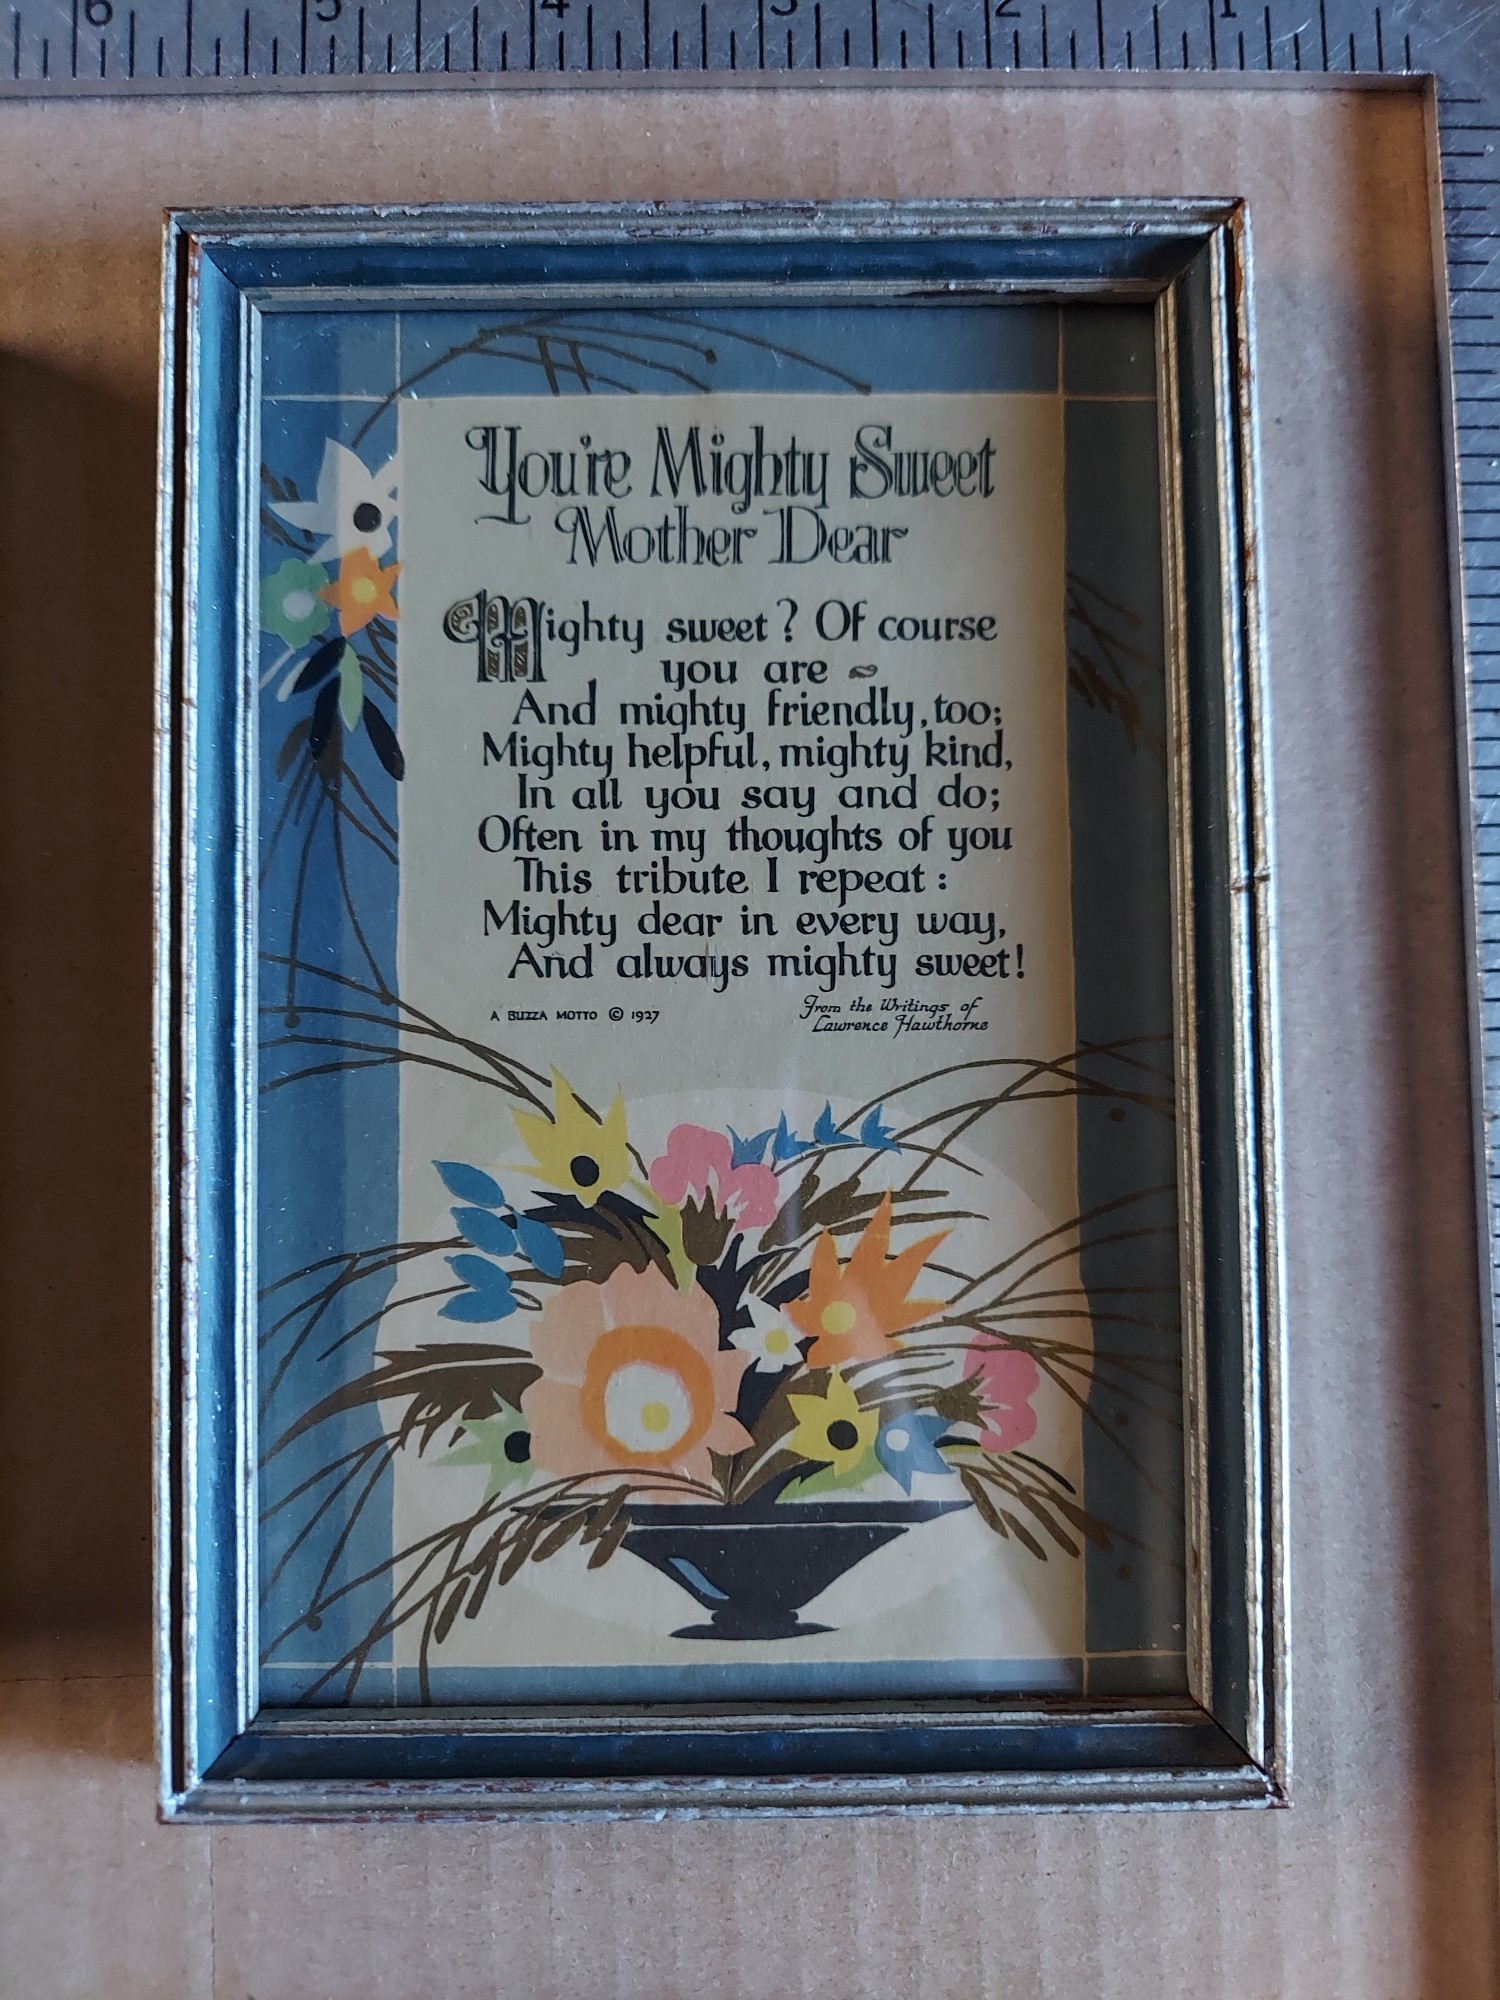 6 5 4 3 2 1
You're Mighty Sweet
Mother Dear
Mighty sweet? Of course
you are ~
And mighty friendly, too;
Mighty helpful, mighty kind,
In all you say and do;
Often in my thoughts of you
This tribute I repeat:
Mighty dear in every way,
And always mighty sweet!
A BUZZA MOTTO © 1927
From the Writings of
Lawrence Hawthorne